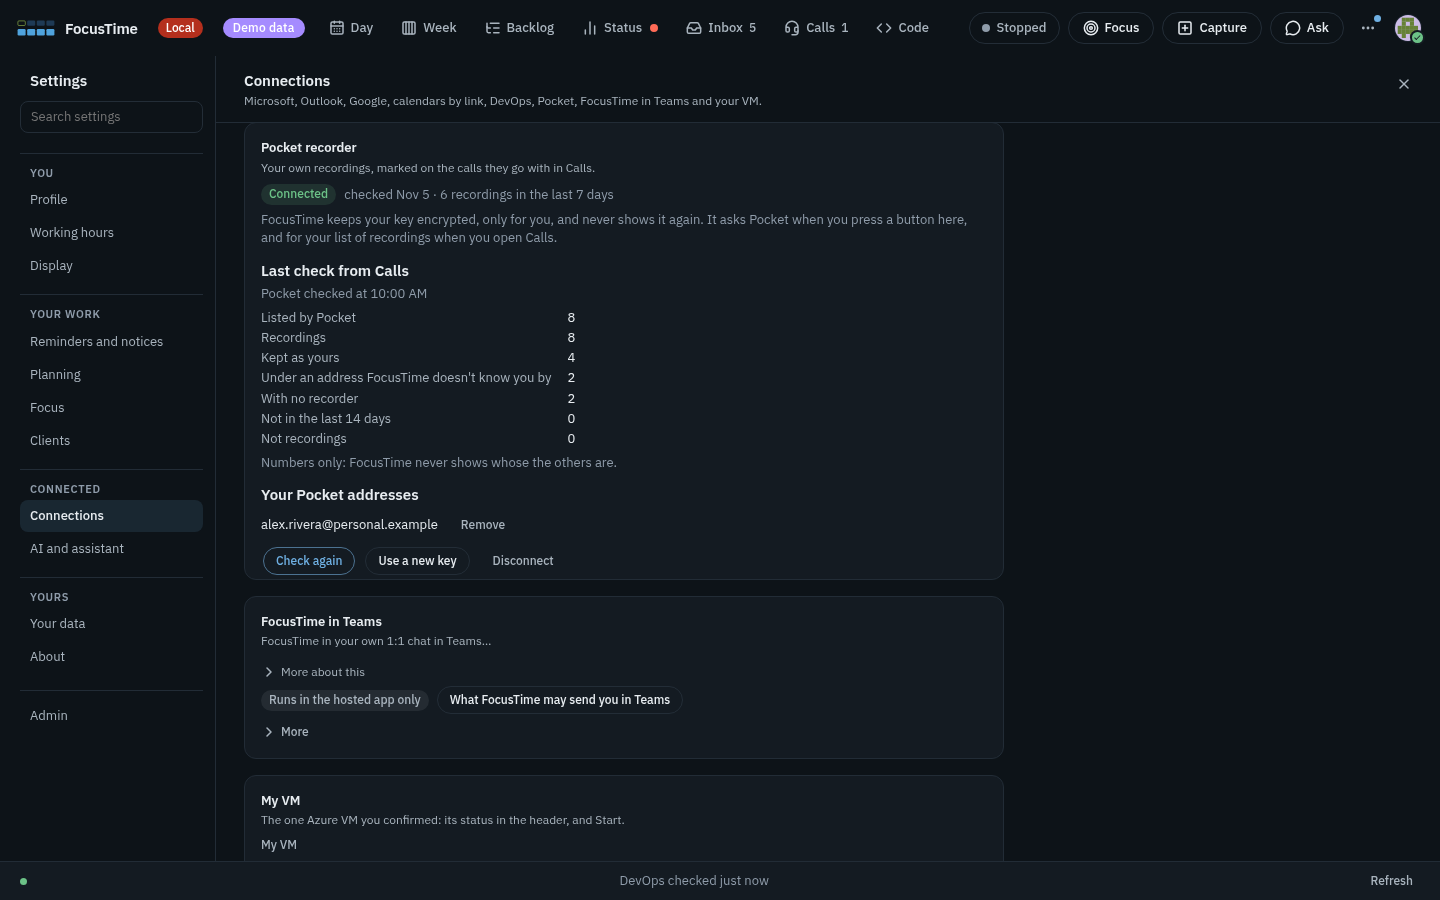 FocusTime
Local
Demo data
Day
Week
Backlog
Status
Inbox 5
Calls 1
Code
Stopped
Focus
Capture
Ask
Settings
Search settings
YOU
Profile
Working hours
Display
YOUR WORK
Reminders and notices
Planning
Focus
Clients
CONNECTED
Connections
AI and assistant
YOURS
Your data
About
Admin
Connections
Microsoft, Outlook, Google, calendars by link, DevOps, Pocket, FocusTime in Teams and your VM.
Pocket recorder
Your own recordings, marked on the calls they go with in Calls.
Connected checked Nov 5 · 6 recordings in the last 7 days
FocusTime keeps your key encrypted, only for you, and never shows it again. It asks Pocket when you press a button here,
and for your list of recordings when you open Calls.
Last check from Calls
Pocket checked at 10:00 AM
Listed by Pocket 8
Recordings 8
Kept as yours 4
Under an address FocusTime doesn't know you by 2
With no recorder 2
Not in the last 14 days 0
Not recordings 0
Numbers only: FocusTime never shows whose the others are.
Your Pocket addresses
alex.rivera@personal.example Remove
Check again Use a new key Disconnect
FocusTime in Teams
FocusTime in your own 1:1 chat in Teams...
More about this
Runs in the hosted app only What FocusTime may send you in Teams
More
My VM
The one Azure VM you confirmed: its status in the header, and Start.
My VM
DevOps checked just now
Refresh